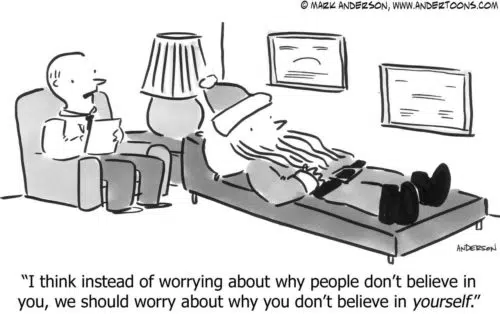 © MARK ANDERSON, WWW.ANDERTOONS.COM
ANDERSON
“I think instead of worrying about why people don’t believe in
you, we should worry about why you don’t believe in yourself.”